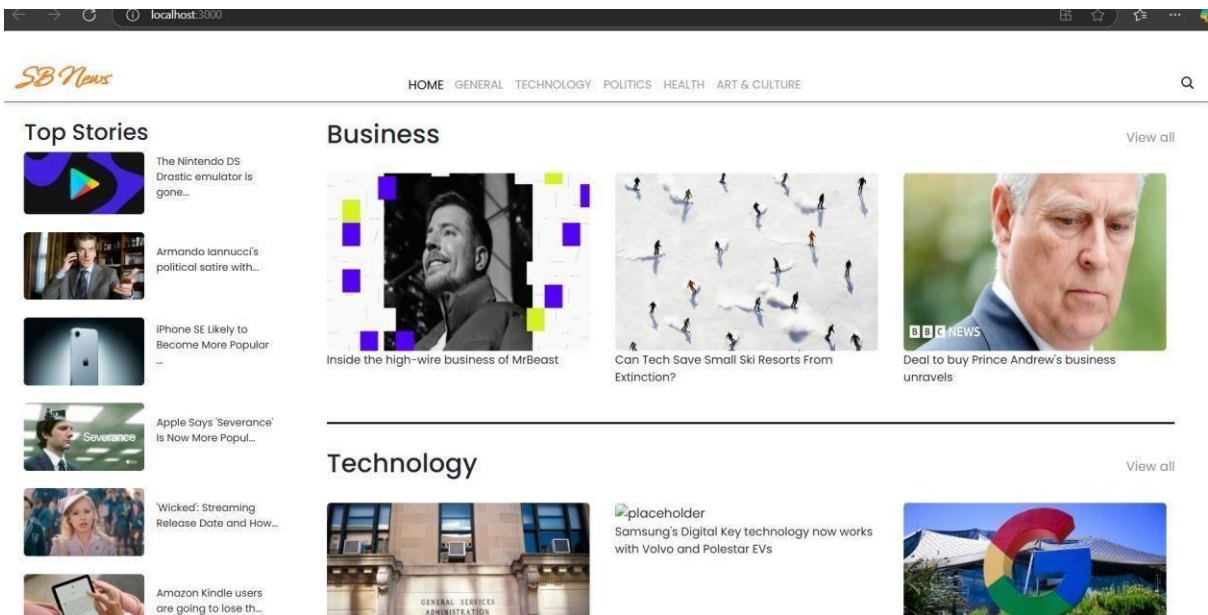 localhost:3000
SB News
HOME GENERAL TECHNOLOGY POLITICS HEALTH ART & CULTURE
Top Stories
The Nintendo DS
Drastic emulator is
gone...
Armando Iannucci's
political satire with...
iPhone SE Likely to
Become More Popular
...
Severance
Apple Says 'Severance'
Is Now More Popul...
'Wicked': Streaming
Release Date and How...
Amazon Kindle users
are going to lose th...
Business
View all
Inside the high-wire business of MrBeast
Can Tech Save Small Ski Resorts From
Extinction?
BBC NEWS
Deal to buy Prince Andrew's business
unravels
Technology
View all
GENERAL SERVICES
ADMINISTRATION
placeholder
Samsung's Digital Key technology now works
with Volvo and Polestar EVs